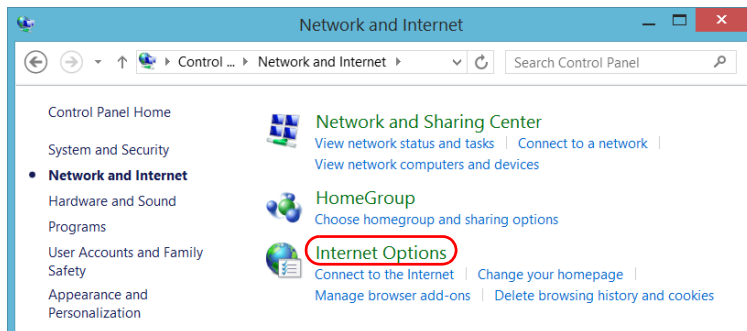 Network and Internet
Control ... Network and Internet
Search Control Panel
Control Panel Home
System and Security
Network and Internet
Hardware and Sound
Programs
User Accounts and Family
Safety
Appearance and
Personalization
Network and Sharing Center
View network status and tasks Connect to a network
View network computers and devices
HomeGroup
Choose homegroup and sharing options
Internet Options
Connect to the Internet Change your homepage
Manage browser add-ons Delete browsing history and cookies